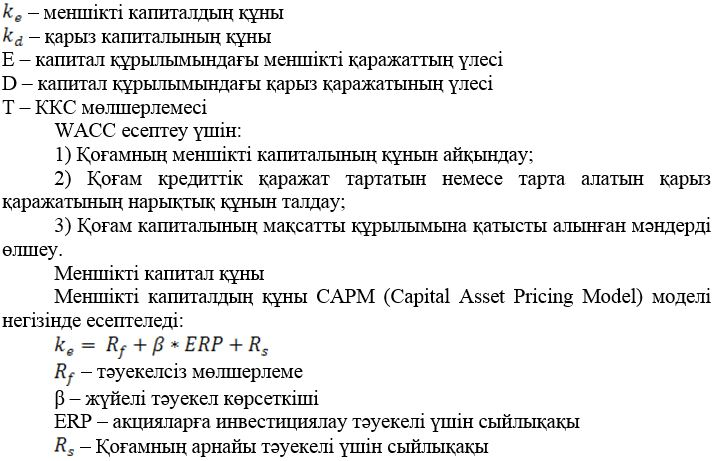 kₑ – меншікті капиталдың құны
k_d – қарыз капиталының құны
E – капитал құрылымындағы меншікті қаражаттың үлесі
D – капитал құрылымындағы қарыз қаражатының үлесі
T – ККС мөлшерлемесі
WACC есептеу үшін:
1) Қоғамның меншікті капиталының құнын айқындау;
2) Қоғам кредиттік қаражат тартатын немесе тарта алатын қарыз
қаражатының нарықтық құнын талдау;
3) Қоғам капиталының мақсатты құрылымына қатысты алынған мәндерді
өлшеу.
Меншікті капитал құны
Меншікті капиталдың құны CAPM (Capital Asset Pricing Model) моделі
негізінде есептеледі:
kₑ = R_f + β * ERP + R_s
R_f – тәуекелсіз мөлшерлеме
β – жүйелі тәуекел көрсеткіші
ERP – акцияларға инвестициялау тәуекелі үшін сыйлықақы
R_s – Қоғамның арнайы тәуекелі үшін сыйлықақы